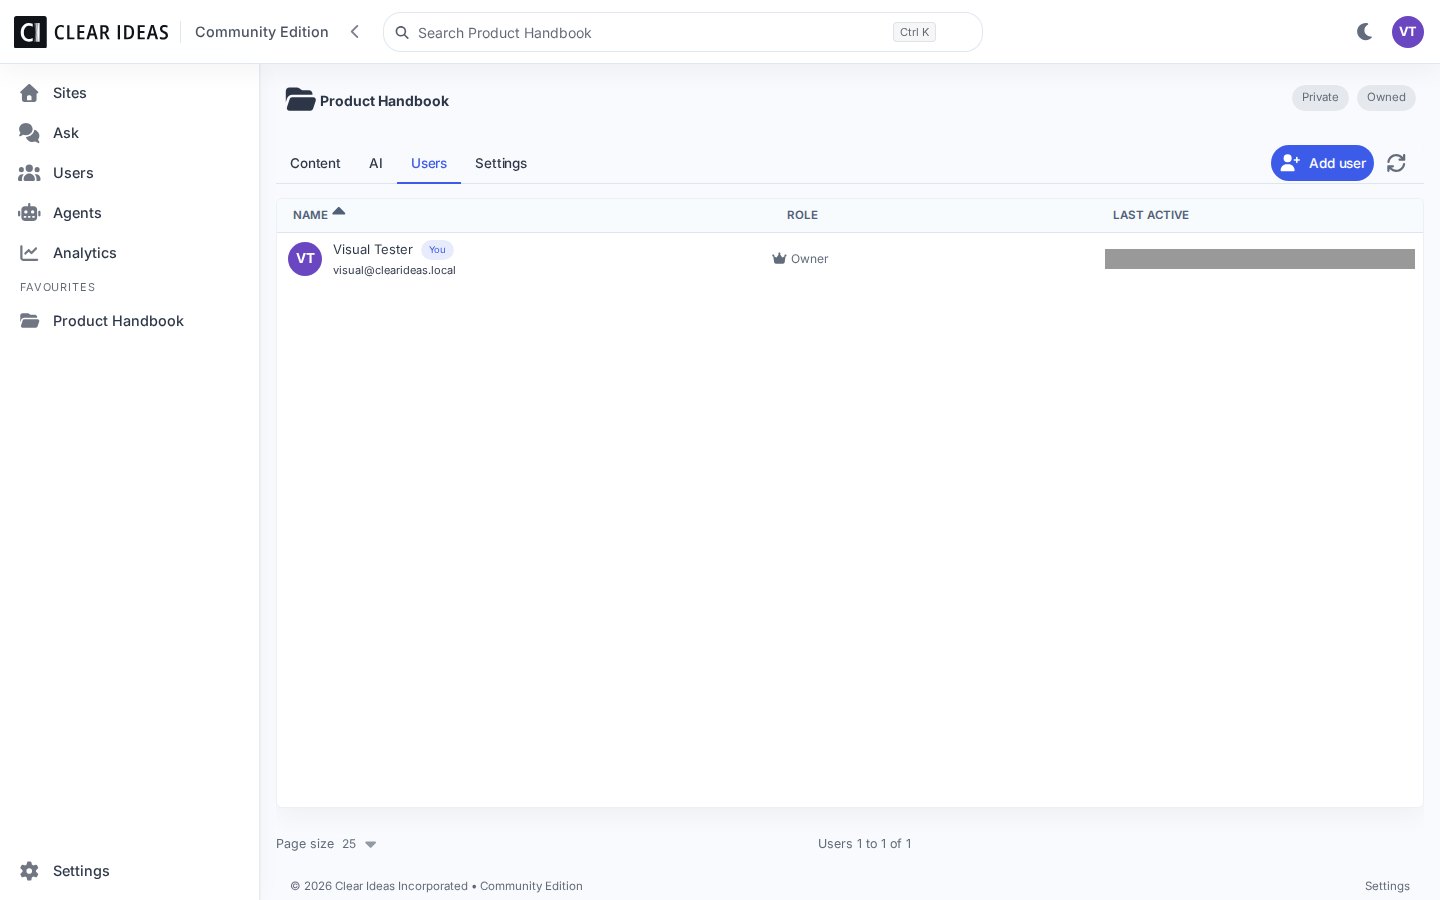 CI CLEAR IDEAS Community Edition Search Product Handbook Ctrl K VT
Sites
Ask
Users
Agents
Analytics
FAVOURITES
Product Handbook
Settings
Product Handbook Private Owned
Content AI Users Settings Add user
NAME ROLE LAST ACTIVE
VT Visual Tester You
visual@clearideas.local
Owner
Page size 25 Users 1 to 1 of 1
© 2026 Clear Ideas Incorporated • Community Edition Settings